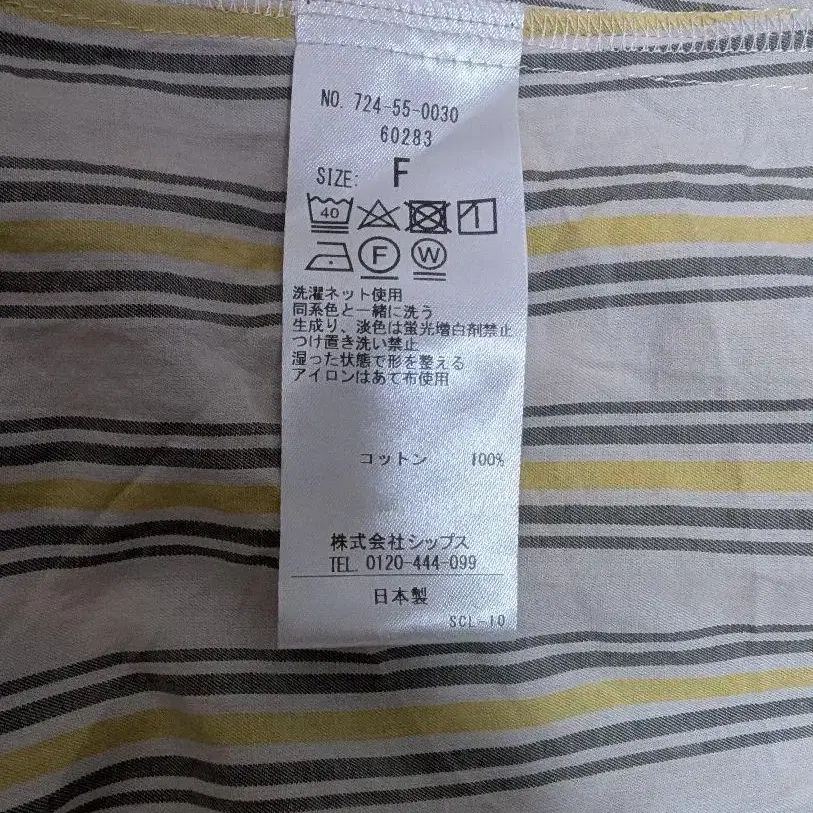 NO. 724-55-0030
60283
SIZE: F
40
F W
洗濯ネット使用
同系色と一緒に洗う
生成り、淡色は蛍光増白剤禁止
つけ置き洗い禁止
湿った状態で形を整える
アイロンはあて布使用
コットン 100%
株式会社シップス
TEL. 0120-444-099
日本製
SCL-10